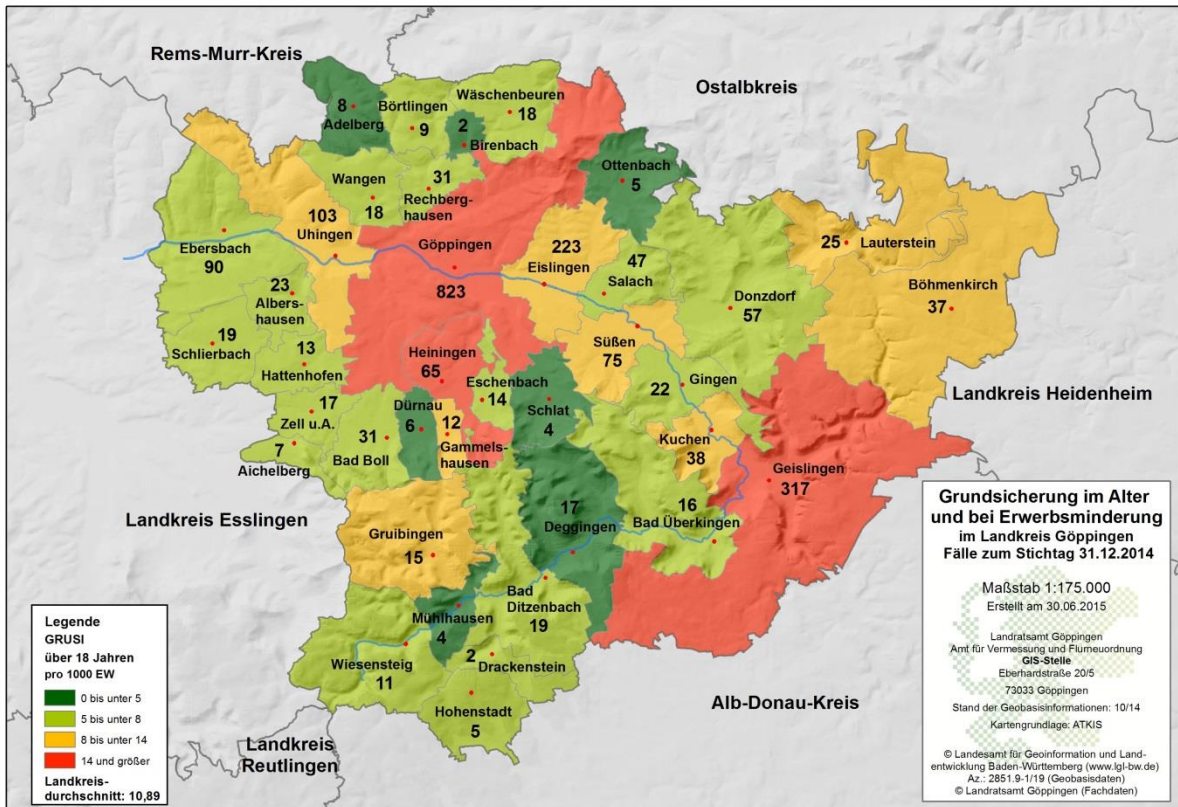 Rems-Murr-Kreis
Ostalbkreis
8
Adelberg
Börtlingen
9
2
Birenbach
Wäschenbeuren
18
Ottenbach
5
Wangen
18
31
Rechberg-
hausen
103
Uhingen
Ebersbach
90
Göppingen
823
223
Eislingen
47
Salach
25
Lauterstein
Böhmenkirch
37
Donzdorf
57
23
Albers-
hausen
19
Schlierbach
13
Hattenhofen
Heiningen
65
Süßen
75
Eschenbach
14
22
Gingen
Landkreis Heidenheim
17
Zell u.A.
7
Aichelberg
31
Bad Boll
Dürnau
6
12
Gammels-
hausen
Schlat
4
Kuchen
38
Geislingen
317
Landkreis Esslingen
Gruibingen
15
17
Deggingen
16
Bad Überkingen
Bad
Ditzenbach
19
Mühlhausen
4
Wiesensteig
11
2
Drackenstein
Hohenstadt
5
Alb-Donau-Kreis
Landkreis
Reutlingen
Legende
GRUSI
über 18 Jahren
pro 1000 EW
0 bis unter 5
5 bis unter 8
8 bis unter 14
14 und größer
Landkreis-
durchschnitt: 10,89
Grundsicherung im Alter
und bei Erwerbsminderung
im Landkreis Göppingen
Fälle zum Stichtag 31.12.2014
Maßstab 1:175.000
Erstellt am 30.06.2015
Landratsamt Göppingen
Amt für Vermessung und Flurneuordnung
GIS-Stelle
Eberhardstraße 20/5
73033 Göppingen
Stand der Geobasisinformationen: 10/14
Kartengrundlage: ATKIS
© Landesamt für Geoinformation und Land-
entwicklung Baden-Württemberg (www.lgl-bw.de)
Az.: 2851.9-1/19 (Geobasisdaten)
© Landratsamt Göppingen (Fachdaten)